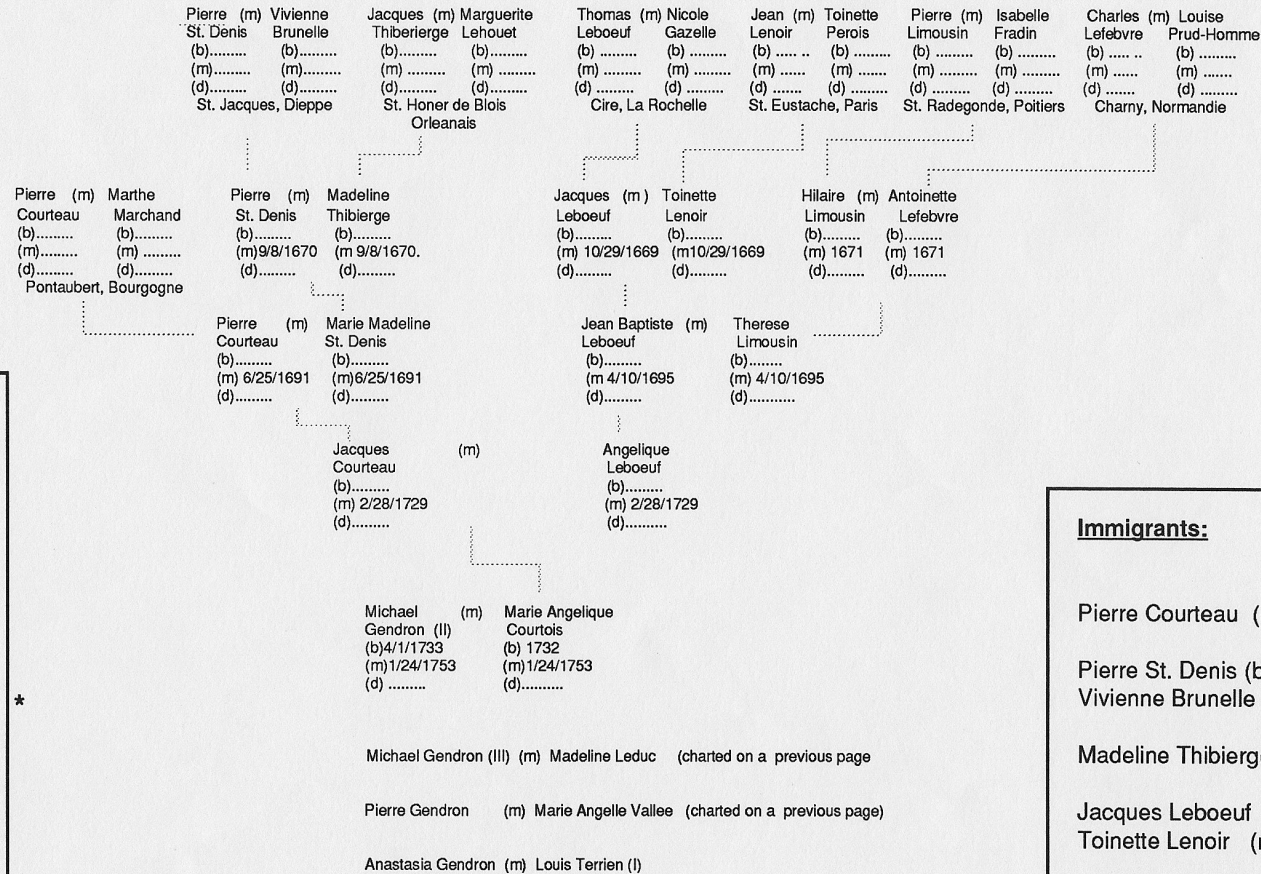 Pierre (m) Vivienne
St. Denis Brunelle
(b)......... (b).........
(m)......... (m).........
(d)......... (d).........
St. Jacques, Dieppe
Jacques (m) Marguerite
Thiberierge Lehouet
(b)......... (b).........
(m) ......... (m) .........
(d)......... (d).........
St. Honer de Blois
Orleanais
Thomas (m) Nicole
Leboeuf Gazelle
(b) ......... (b) .........
(m) ......... (m) .........
(d) ......... (d) .........
Cire, La Rochelle
Jean (m) Toinette
Lenoir Perois
(b) ..... .. (b) .........
(m) ...... (m) .......
(d) ....... (d) .........
St. Eustache, Paris
Pierre (m) Isabelle
Limousin Fradin
(b) ......... (b) .........
(m) ......... (m) .........
(d) ......... (d) .........
St. Radegonde, Poitiers
Charles (m) Louise
Lefebvre Prud-Homme
(b) ..... .. (b) .........
(m) ...... (m) .......
(d) ....... (d) .........
Charny, Normandie
Pierre (m) Marthe
Courteau Marchand
(b)......... (b).........
(m)......... (m) .........
(d)......... (d).........
Pontaubert, Bourgogne
Pierre (m) Madeline
St. Denis Thibierge
(b)......... (b).........
(m)9/8/1670 (m 9/8/1670.
(d)......... (d).........
Jacques (m ) Toinette
Leboeuf Lenoir
(b)......... (b).........
(m) 10/29/1669 (m10/29/1669
(d)......... (d).........
Hilaire (m) Antoinette
Limousin Lefebvre
(b)......... (b).........
(m) 1671 (m) 1671
(d)......... (d).........
Pierre (m) Marie Madeline
Courteau St. Denis
(b)......... (b).........
(m) 6/25/1691 (m)6/25/1691
(d)......... (d).........
Jean Baptiste (m) Therese
Leboeuf Limousin
(b)......... (b)........
(m 4/10/1695 (m) 4/10/1695
(d)......... (d)...........
Jacques (m) Angelique
Courteau Leboeuf
(b)......... (b).........
(m) 2/28/1729 (m) 2/28/1729
(d)......... (d)..........
Michael (m) Marie Angelique
Gendron (II) Courtois
(b)4/1/1733 (b) 1732
(m)1/24/1753 (m)1/24/1753
(d) ......... (d)..........
*
Michael Gendron (III) (m) Madeline Leduc (charted on a previous page
Pierre Gendron (m) Marie Angelle Vallee (charted on a previous page)
Anastasia Gendron (m) Louis Terrien (I)
Immigrants:
Pierre Courteau (
Pierre St. Denis (b
Vivienne Brunelle
Madeline Thibierg
Jacques Leboeuf
Toinette Lenoir (